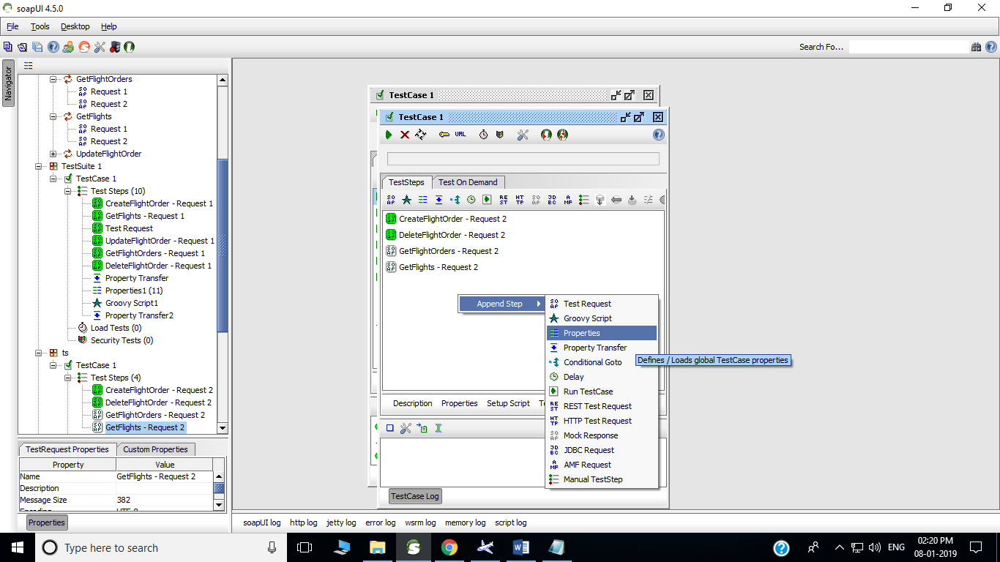 soapUI 4.5.0
File Tools Desktop Help
Search Fo...
Navigator
GetFlightOrders
Request 1
Request 2
GetFlights
Request 1
Request 2
UpdateFlightOrder
TestSuite 1
TestCase 1
Test Steps (10)
CreateFlightOrder - Request 1
GetFlights - Request 1
Test Request
UpdateFlightOrder - Request 1
GetFlightOrders - Request 1
DeleteFlightOrder - Request 1
Property Transfer
Properties1 (11)
Groovy Script1
Property Transfer2
Load Tests (0)
Security Tests (0)
ts
TestCase 1
Test Steps (4)
CreateFlightOrder - Request 2
DeleteFlightOrder - Request 2
GetFlightOrders - Request 2
GetFlights - Request 2
TestRequest Properties Custom Properties
Property Value
Name GetFlights - Request 2
Description
Message Size 382
Properties
TestCase 1
TestCase 1
URL
TestSteps Test On Demand
CreateFlightOrder - Request 2
DeleteFlightOrder - Request 2
GetFlightOrders - Request 2
GetFlights - Request 2
Append Step
Test Request
Groovy Script
Properties
Property Transfer
Conditional Goto
Delay
Run TestCase
REST Test Request
HTTP Test Request
Mock Response
JDBC Request
AMF Request
Manual TestStep
Defines / Loads global TestCase properties
Description Properties Setup Script
TestCase Log
soapUI log http log jetty log error log wsrm log memory log script log
Type here to search
ENG
02:20 PM
08-01-2019